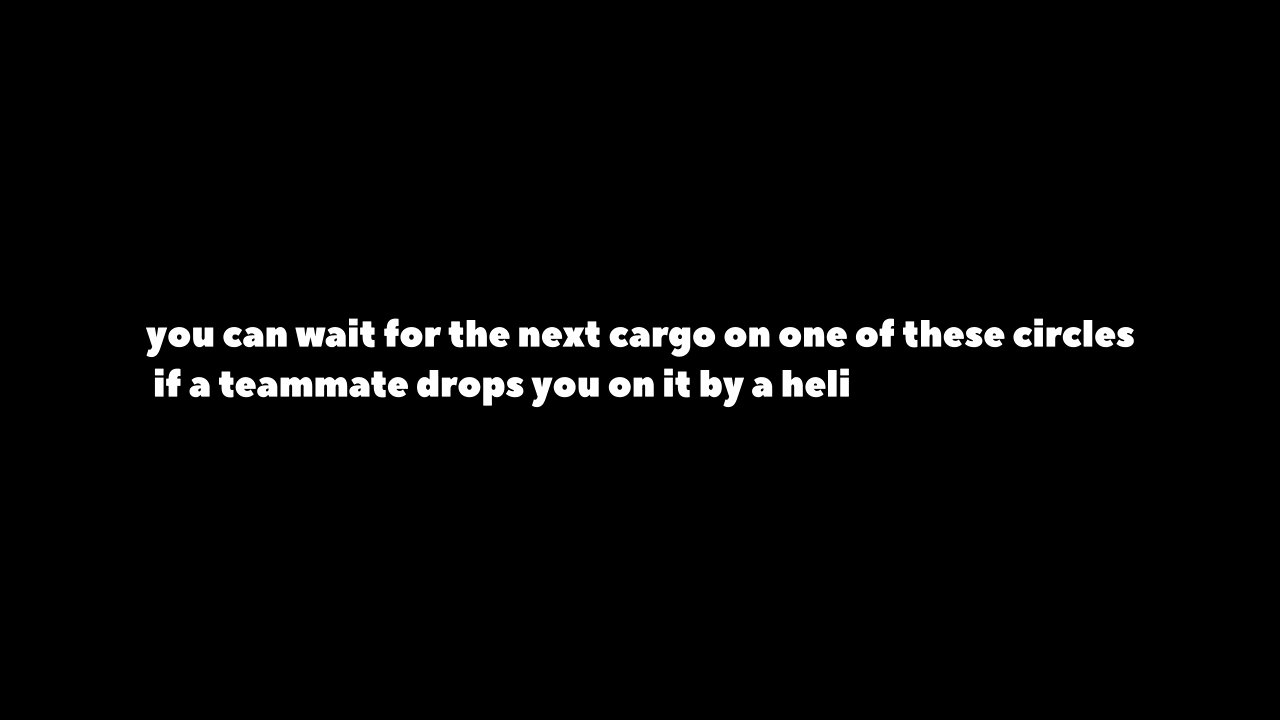 you can wait for the next cargo on one of these circles
if a teammate drops you on it by a heli